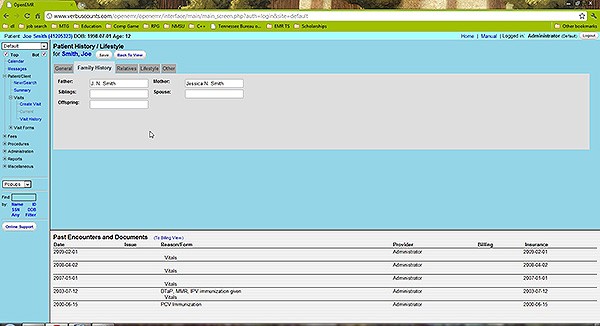 OpenEMR
www.verbuscounts.com/openemr/openemr/interface/main/main_screen.php?auth=login&site=default
job search MTG Education Comp Game RPG NMSU C++ Tennessee Bureau o... EMR TS Scholarships Other bookmarks
Patient: Joe Smith (41205323) DOB: 1998-07-01 Age: 12 Home | Manual | Logged in: Administrator (Default) Logout
Default
Top Bot
Calendar
Messages
Patient/Client
New/Search
Summary
Visits
Create Visit
Current
Visit History
Visit Forms
Fees
Procedures
Administration
Reports
Miscellaneous
Popups
Find:
by: Name ID
SSN DOB
Any Filter
Online Support
Patient History / Lifestyle
for Smith, Joe Save Back To View
General Family History Relatives Lifestyle Other
Father: J. N. Smith Mother: Jessica N. Smith
Siblings: Spouse:
Offspring:
Past Encounters and Documents (To Billing View)
Date Issue Reason/Form Provider Billing Insurance
2009-02-01 Administrator 2009-02-01
Vitals
2008-04-02 Administrator 2008-04-02
Vitals
2007-01-01 Administrator 2007-01-01
Vitals
2003-07-12 DTaP, MMR, IPV immunization given Administrator 2003-07-12
Vitals
2000-06-15 PCV Immunization Administrator 2000-06-15